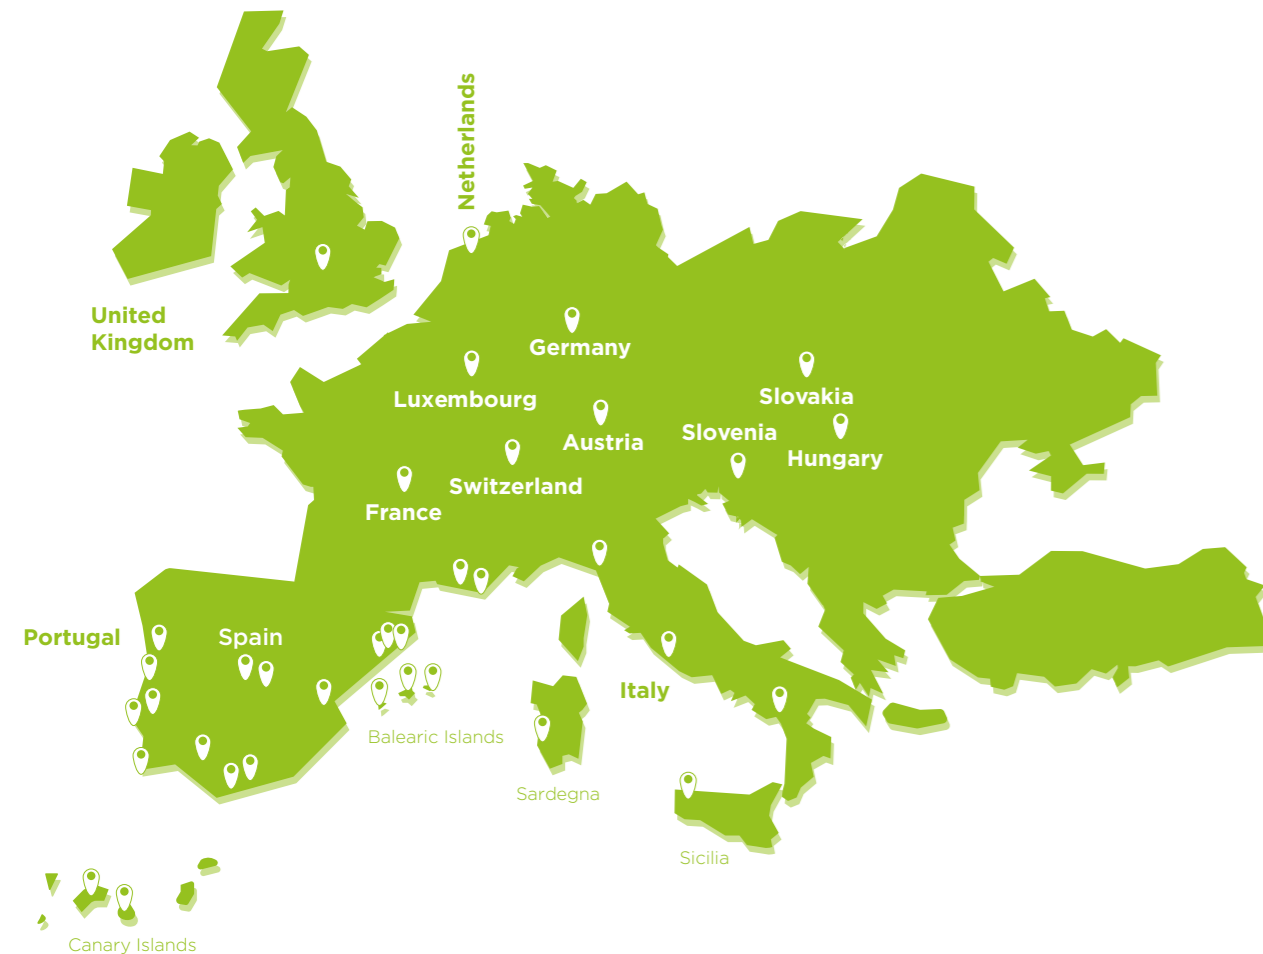 Netherlands
United
Kingdom
Germany
Luxembourg
Slovakia
Austria
Slovenia
Hungary
Switzerland
France
Portugal
Spain
Italy
Balearic Islands
Sardegna
Sicilia
Canary Islands